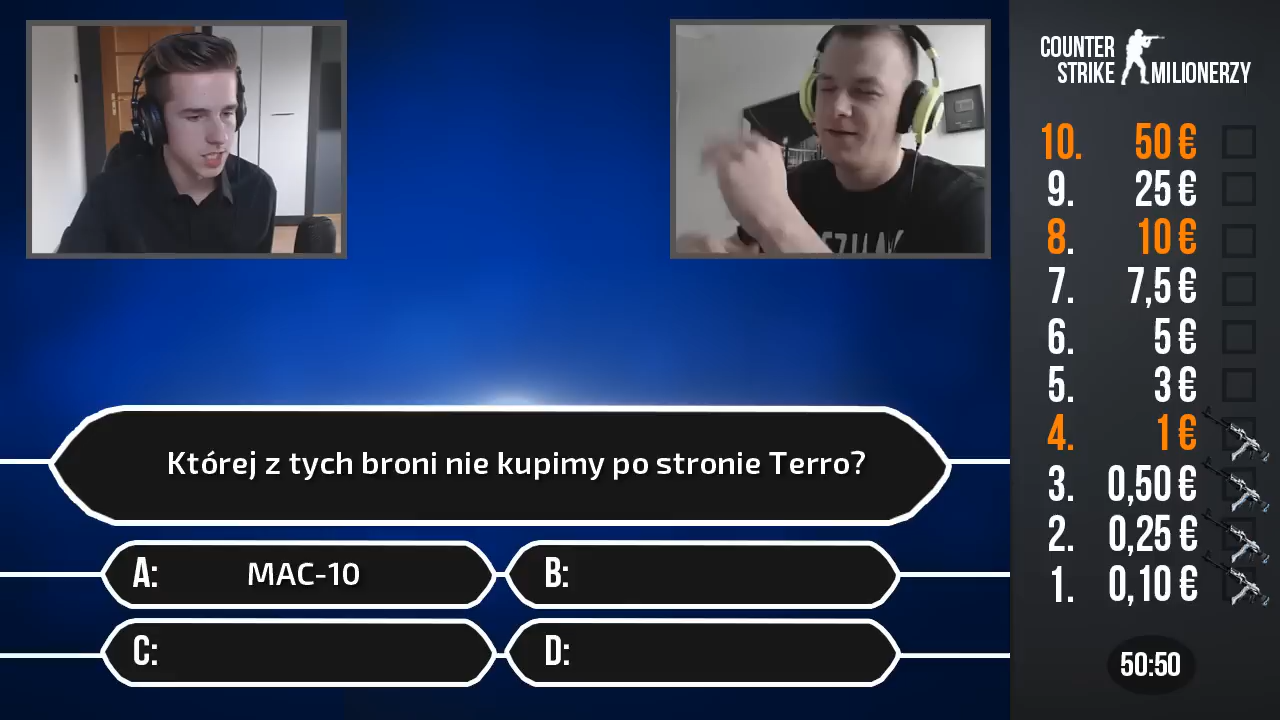 COUNTER
STRIKE MILIONERZY
10. 50 €
9. 25 €
8. 10 €
7. 7,5 €
6. 5 €
5. 3 €
4. 1 €
3. 0,50 €
2. 0,25 €
1. 0,10 €
50:50
Której z tych broni nie kupimy po stronie Terro?
A: MAC-10
B:
C:
D: